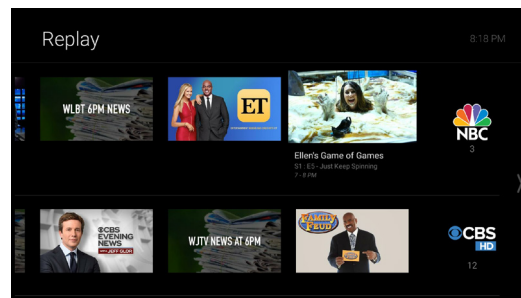 Replay
8:18 PM
WLBT 6PM NEWS
ET
NBC
3
Ellen's Game of Games
S1 : E5 - Just Keep Spinning
7 - 8 PM
CBS
EVENING
NEWS
WITH JEFF GLOR
WJTV NEWS AT 6PM
FAMILY
FEUD
CBS
HD
12